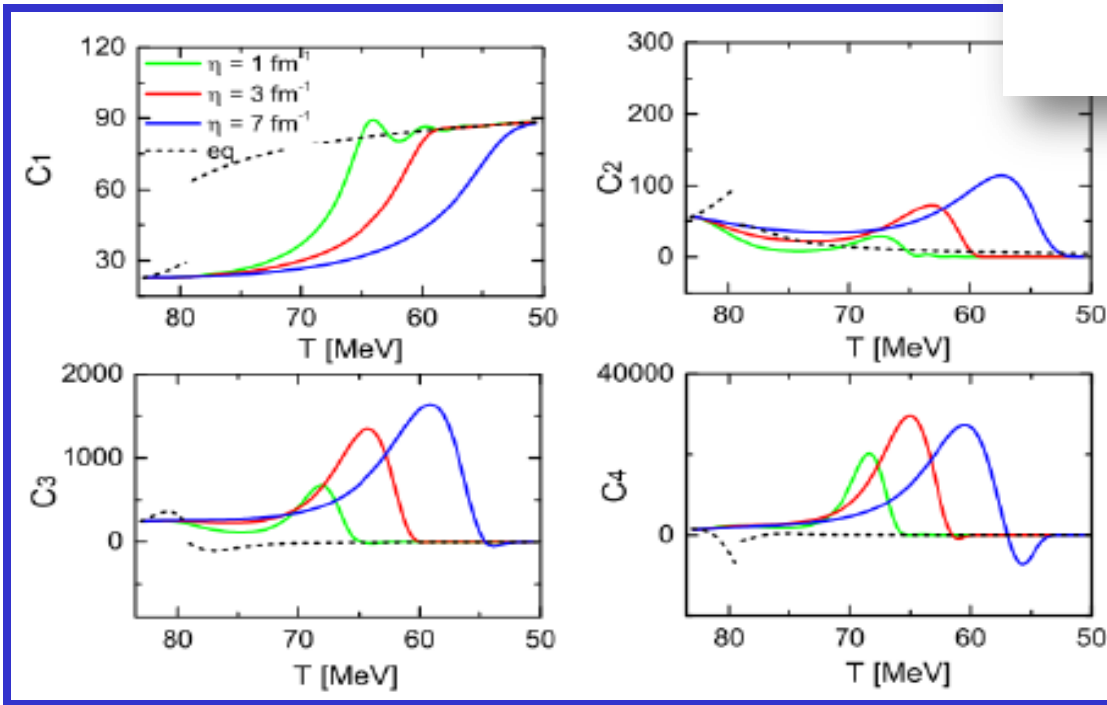 120
90
60
30
C1
η = 1 fm-1
η = 3 fm-1
η = 7 fm-1
eq
80 70 60 50
T [MeV]
300
200
100
0
C2
80 70 60 50
T [MeV]
2000
1000
0
C3
80 70 60 50
T [MeV]
40000
0
C4
80 70 60 50
T [MeV]